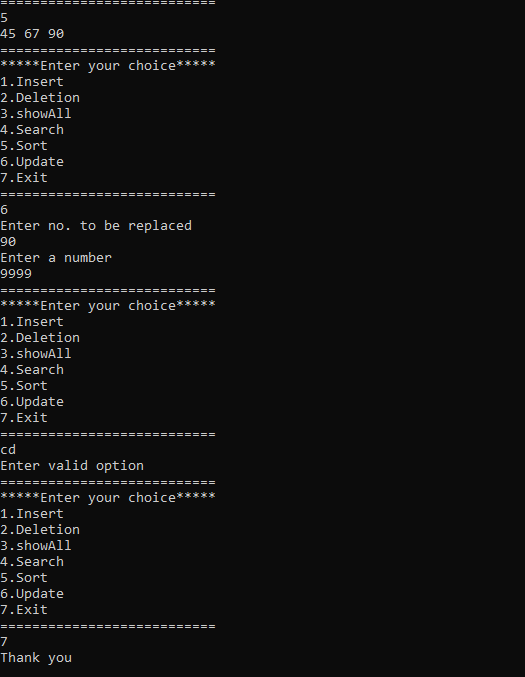 ===========================
5
45 67 90
===========================
*****Enter your choice*****
1.Insert
2.Deletion
3.showAll
4.Search
5.Sort
6.Update
7.Exit
===========================
6
Enter no. to be replaced
90
Enter a number
9999
===========================
*****Enter your choice*****
1.Insert
2.Deletion
3.showAll
4.Search
5.Sort
6.Update
7.Exit
===========================
cd
Enter valid option
===========================
*****Enter your choice*****
1.Insert
2.Deletion
3.showAll
4.Search
5.Sort
6.Update
7.Exit
===========================
7
Thank you